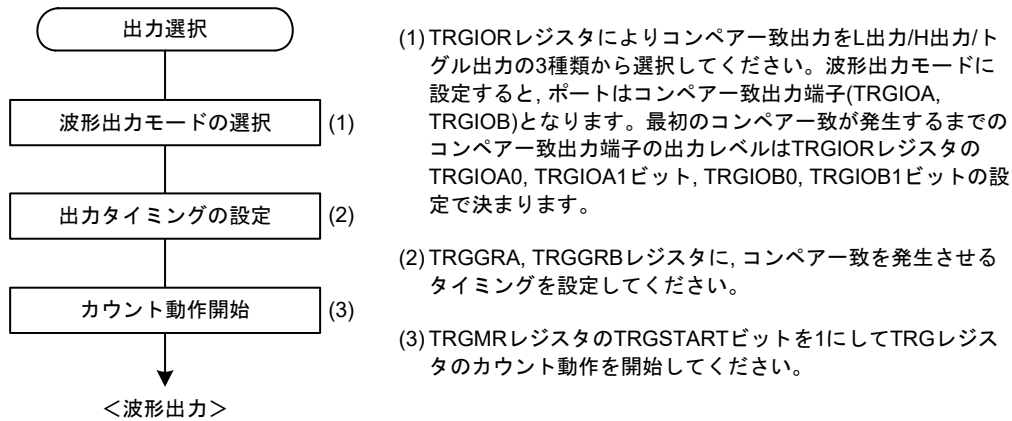 出力選択
波形出力モードの選択
(1)
出力タイミングの設定
(2)
カウント動作開始
(3)
＜波形出力＞
(1) TRGIORレジスタによりコンペアー致出力をL出力/H出力/ト
グル出力の3種類から選択してください。波形出力モードに
設定すると, ポートはコンペアー致出力端子(TRGIOA,
TRGIOB)となります。最初のコンペアー致が発生するまでの
コンペアー致出力端子の出力レベルはTRGIORレジスタの
TRGIOA0, TRGIOA1ビット, TRGIOB0, TRGIOB1ビットの設
定で決まります。
(2) TRGGRA, TRGGRBレジスタに, コンペアー致を発生させる
タイミングを設定してください。
(3) TRGMRレジスタのTRGSTARTビットを1にしてTRGレジス
タのカウント動作を開始してください。